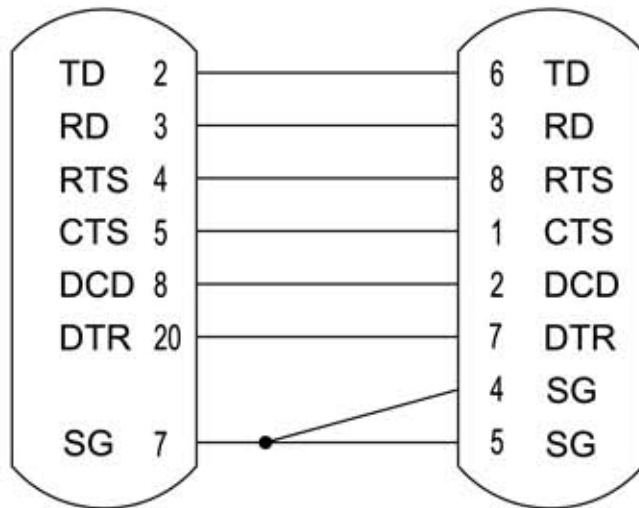 TD 2 6 TD
RD 3 3 RD
RTS 4 8 RTS
CTS 5 1 CTS
DCD 8 2 DCD
DTR 20 7 DTR
4 SG
SG 7 5 SG